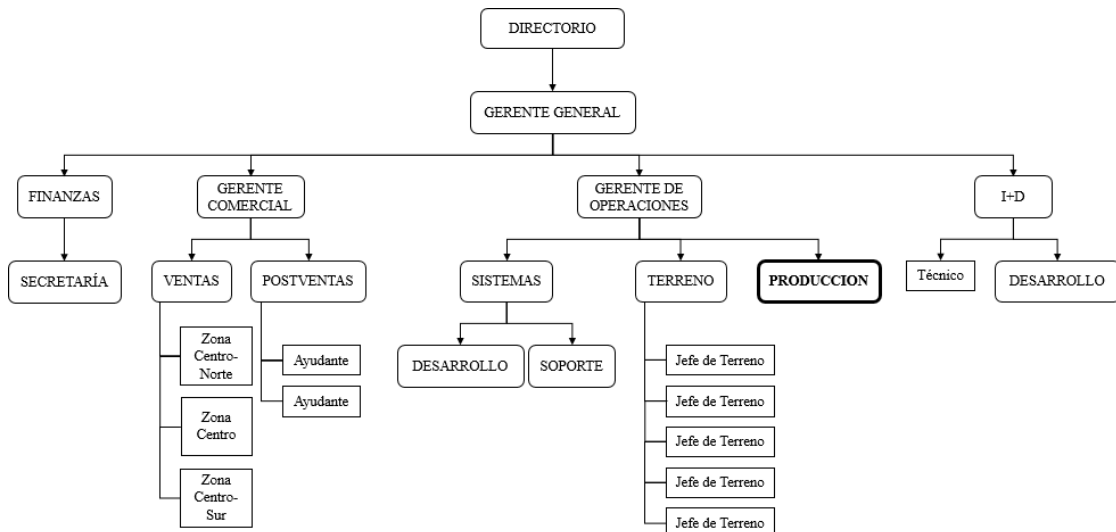 DIRECTORIO
GERENTE GENERAL
FINANZAS
GERENTE
COMERCIAL
GERENTE DE
OPERACIONES
I+D
SECRETARÍA
VENTAS
POSTVENTAS
SISTEMAS
TERRENO
PRODUCCION
Técnico
DESARROLLO
Zona
Centro-
Norte
Zona
Centro
Zona
Centro-
Sur
Ayudante
Ayudante
DESARROLLO
SOPORTE
Jefe de Terreno
Jefe de Terreno
Jefe de Terreno
Jefe de Terreno
Jefe de Terreno